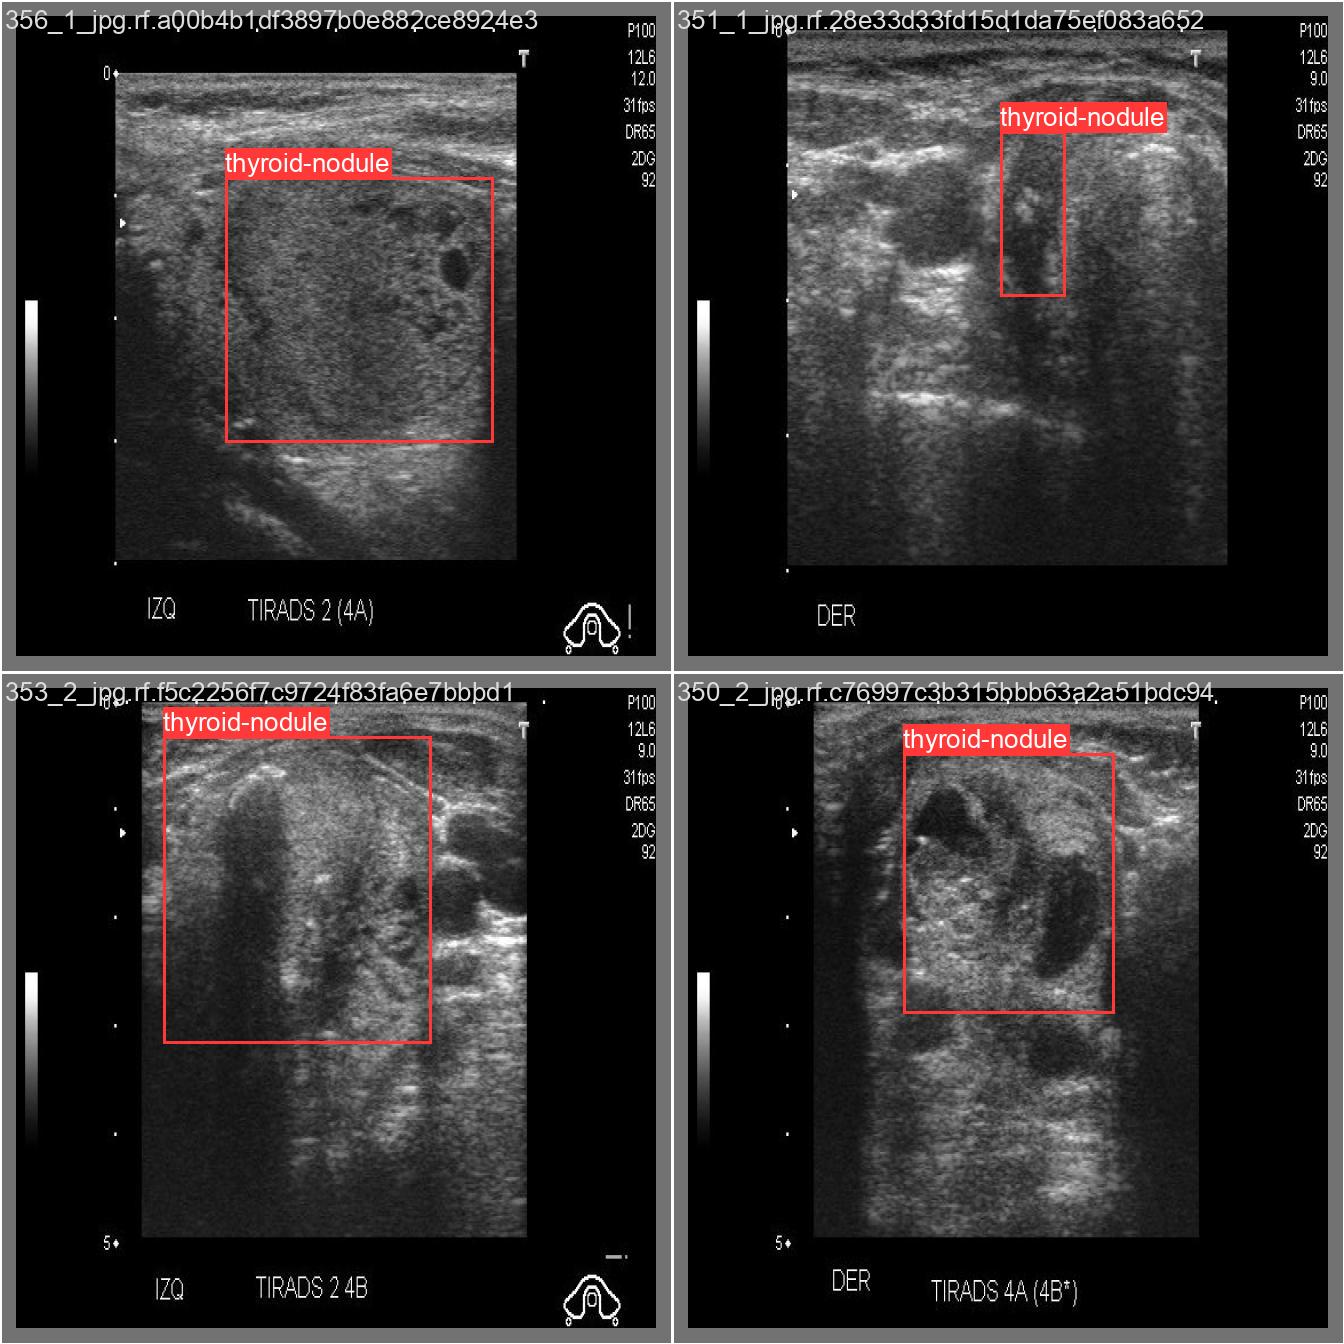 356_1_jpg.rf.a00b4b1df3897b0e882ce8924e3
P100
12L6
12.0
31fps
DR65
2DG
92
T
0
thyroid-nodule
IZQ TIRADS 2 (4A)
351_1_jpg.rf.28e33d33fd15d1da75ef083a652
P100
12L6
9.0
31fps
DR65
2DG
92
T
thyroid-nodule
DER
353_2_jpg.rf.f5c2256f7c9724f83fa6e7bbbd1
P100
12L6
9.0
31fps
DR65
2DG
92
T
thyroid-nodule
5
IZQ TIRADS 2 4B
350_2_jpg.rf.c76997c3b315bbb63a2a51bdc94
P100
12L6
9.0
31fps
DR65
2DG
92
T
thyroid-nodule
5
DER TIRADS 4A (4B*)